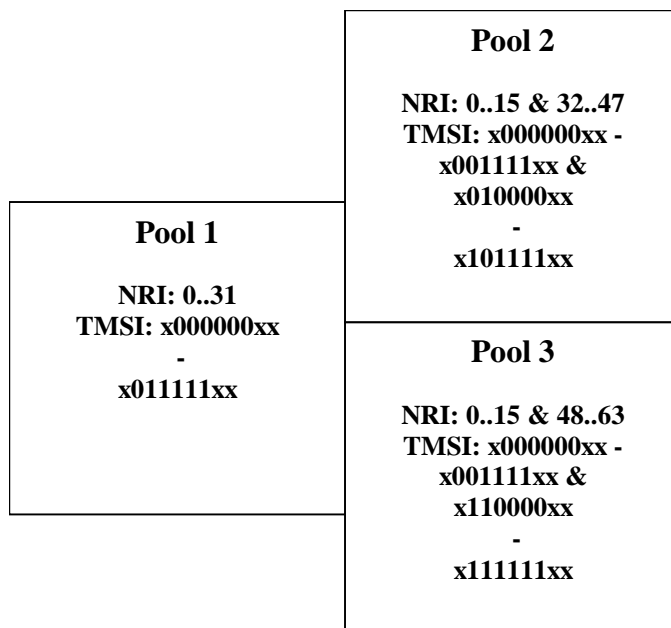 Pool 2
NRI: 0..15 & 32..47
TMSI: x000000xx -
x001111xx &
x010000xx
-
x101111xx
Pool 1
NRI: 0..31
TMSI: x000000xx
-
x011111xx
Pool 3
NRI: 0..15 & 48..63
TMSI: x000000xx -
x001111xx &
x110000xx
-
x111111xx